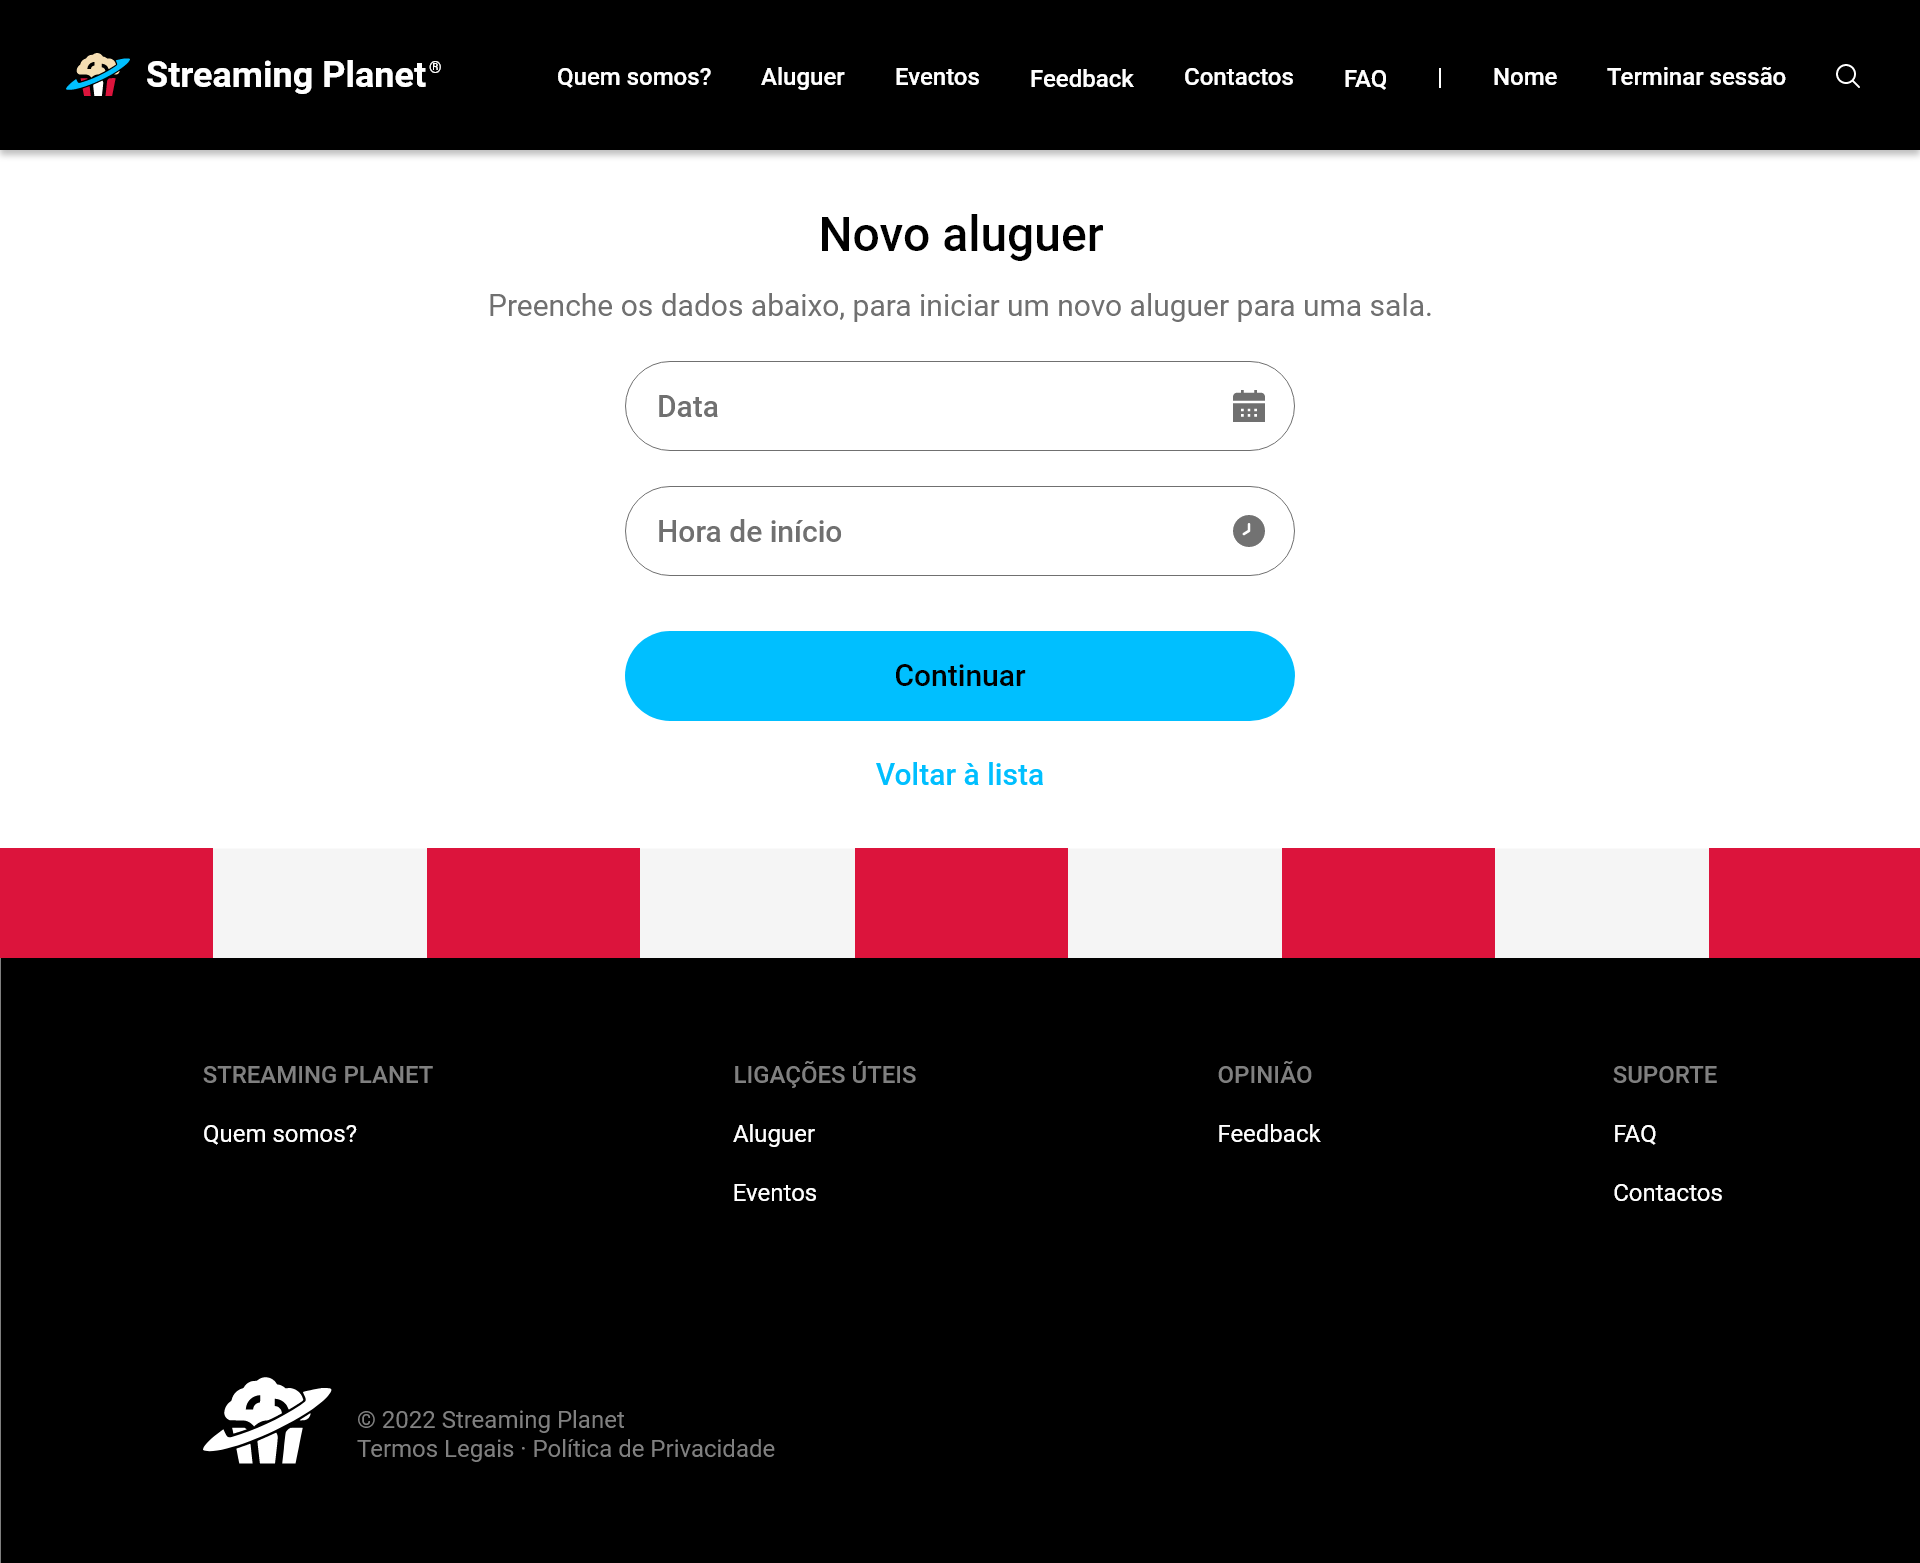 Streaming Planet®
Quem somos? Aluguer Eventos Feedback Contactos FAQ | Nome Terminar sessão
Novo aluguer
Preenche os dados abaixo, para iniciar um novo aluguer para uma sala.
Data
Hora de início
Continuar
Voltar à lista
STREAMING PLANET
Quem somos?
LIGAÇÕES ÚTEIS
Aluguer
Eventos
OPINIÃO
Feedback
SUPORTE
FAQ
Contactos
© 2022 Streaming Planet
Termos Legais · Política de Privacidade